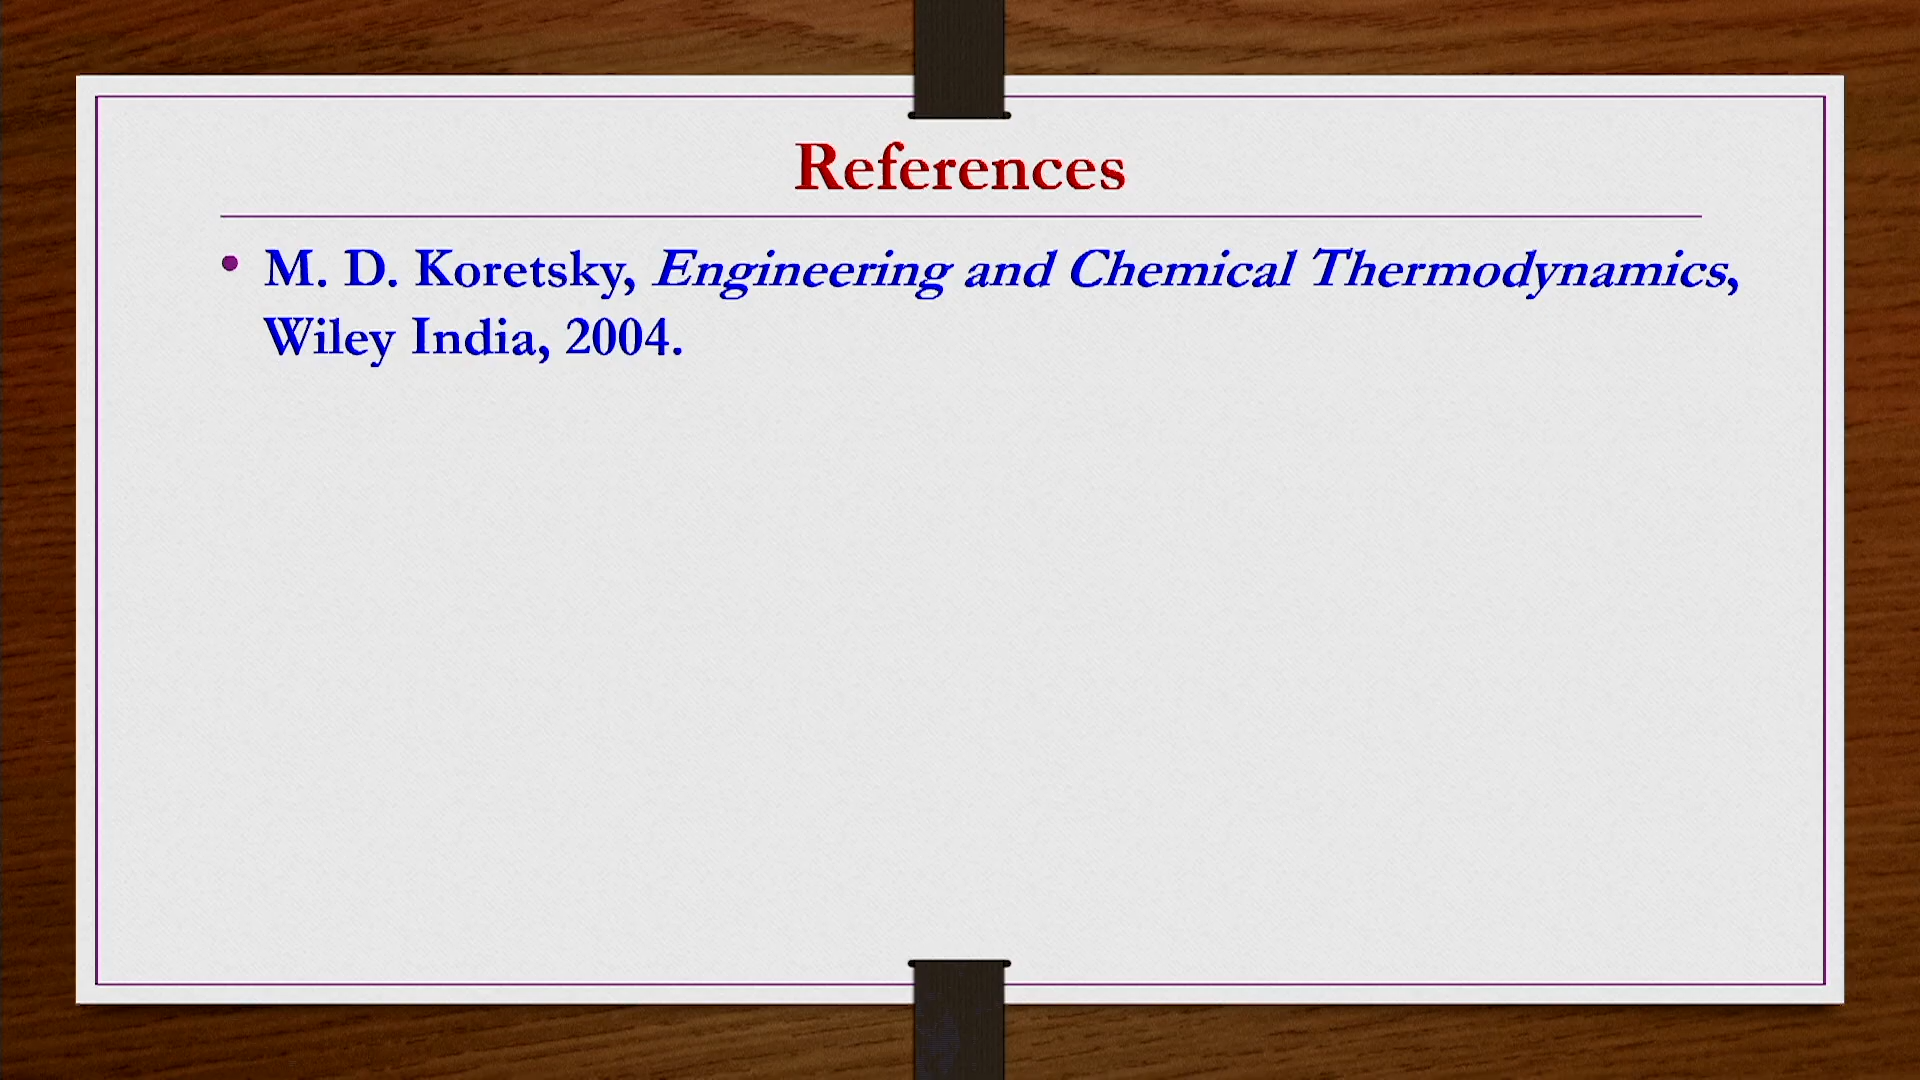 References
• M. D. Koretsky, Engineering and Chemical Thermodynamics,
Wiley India, 2004.